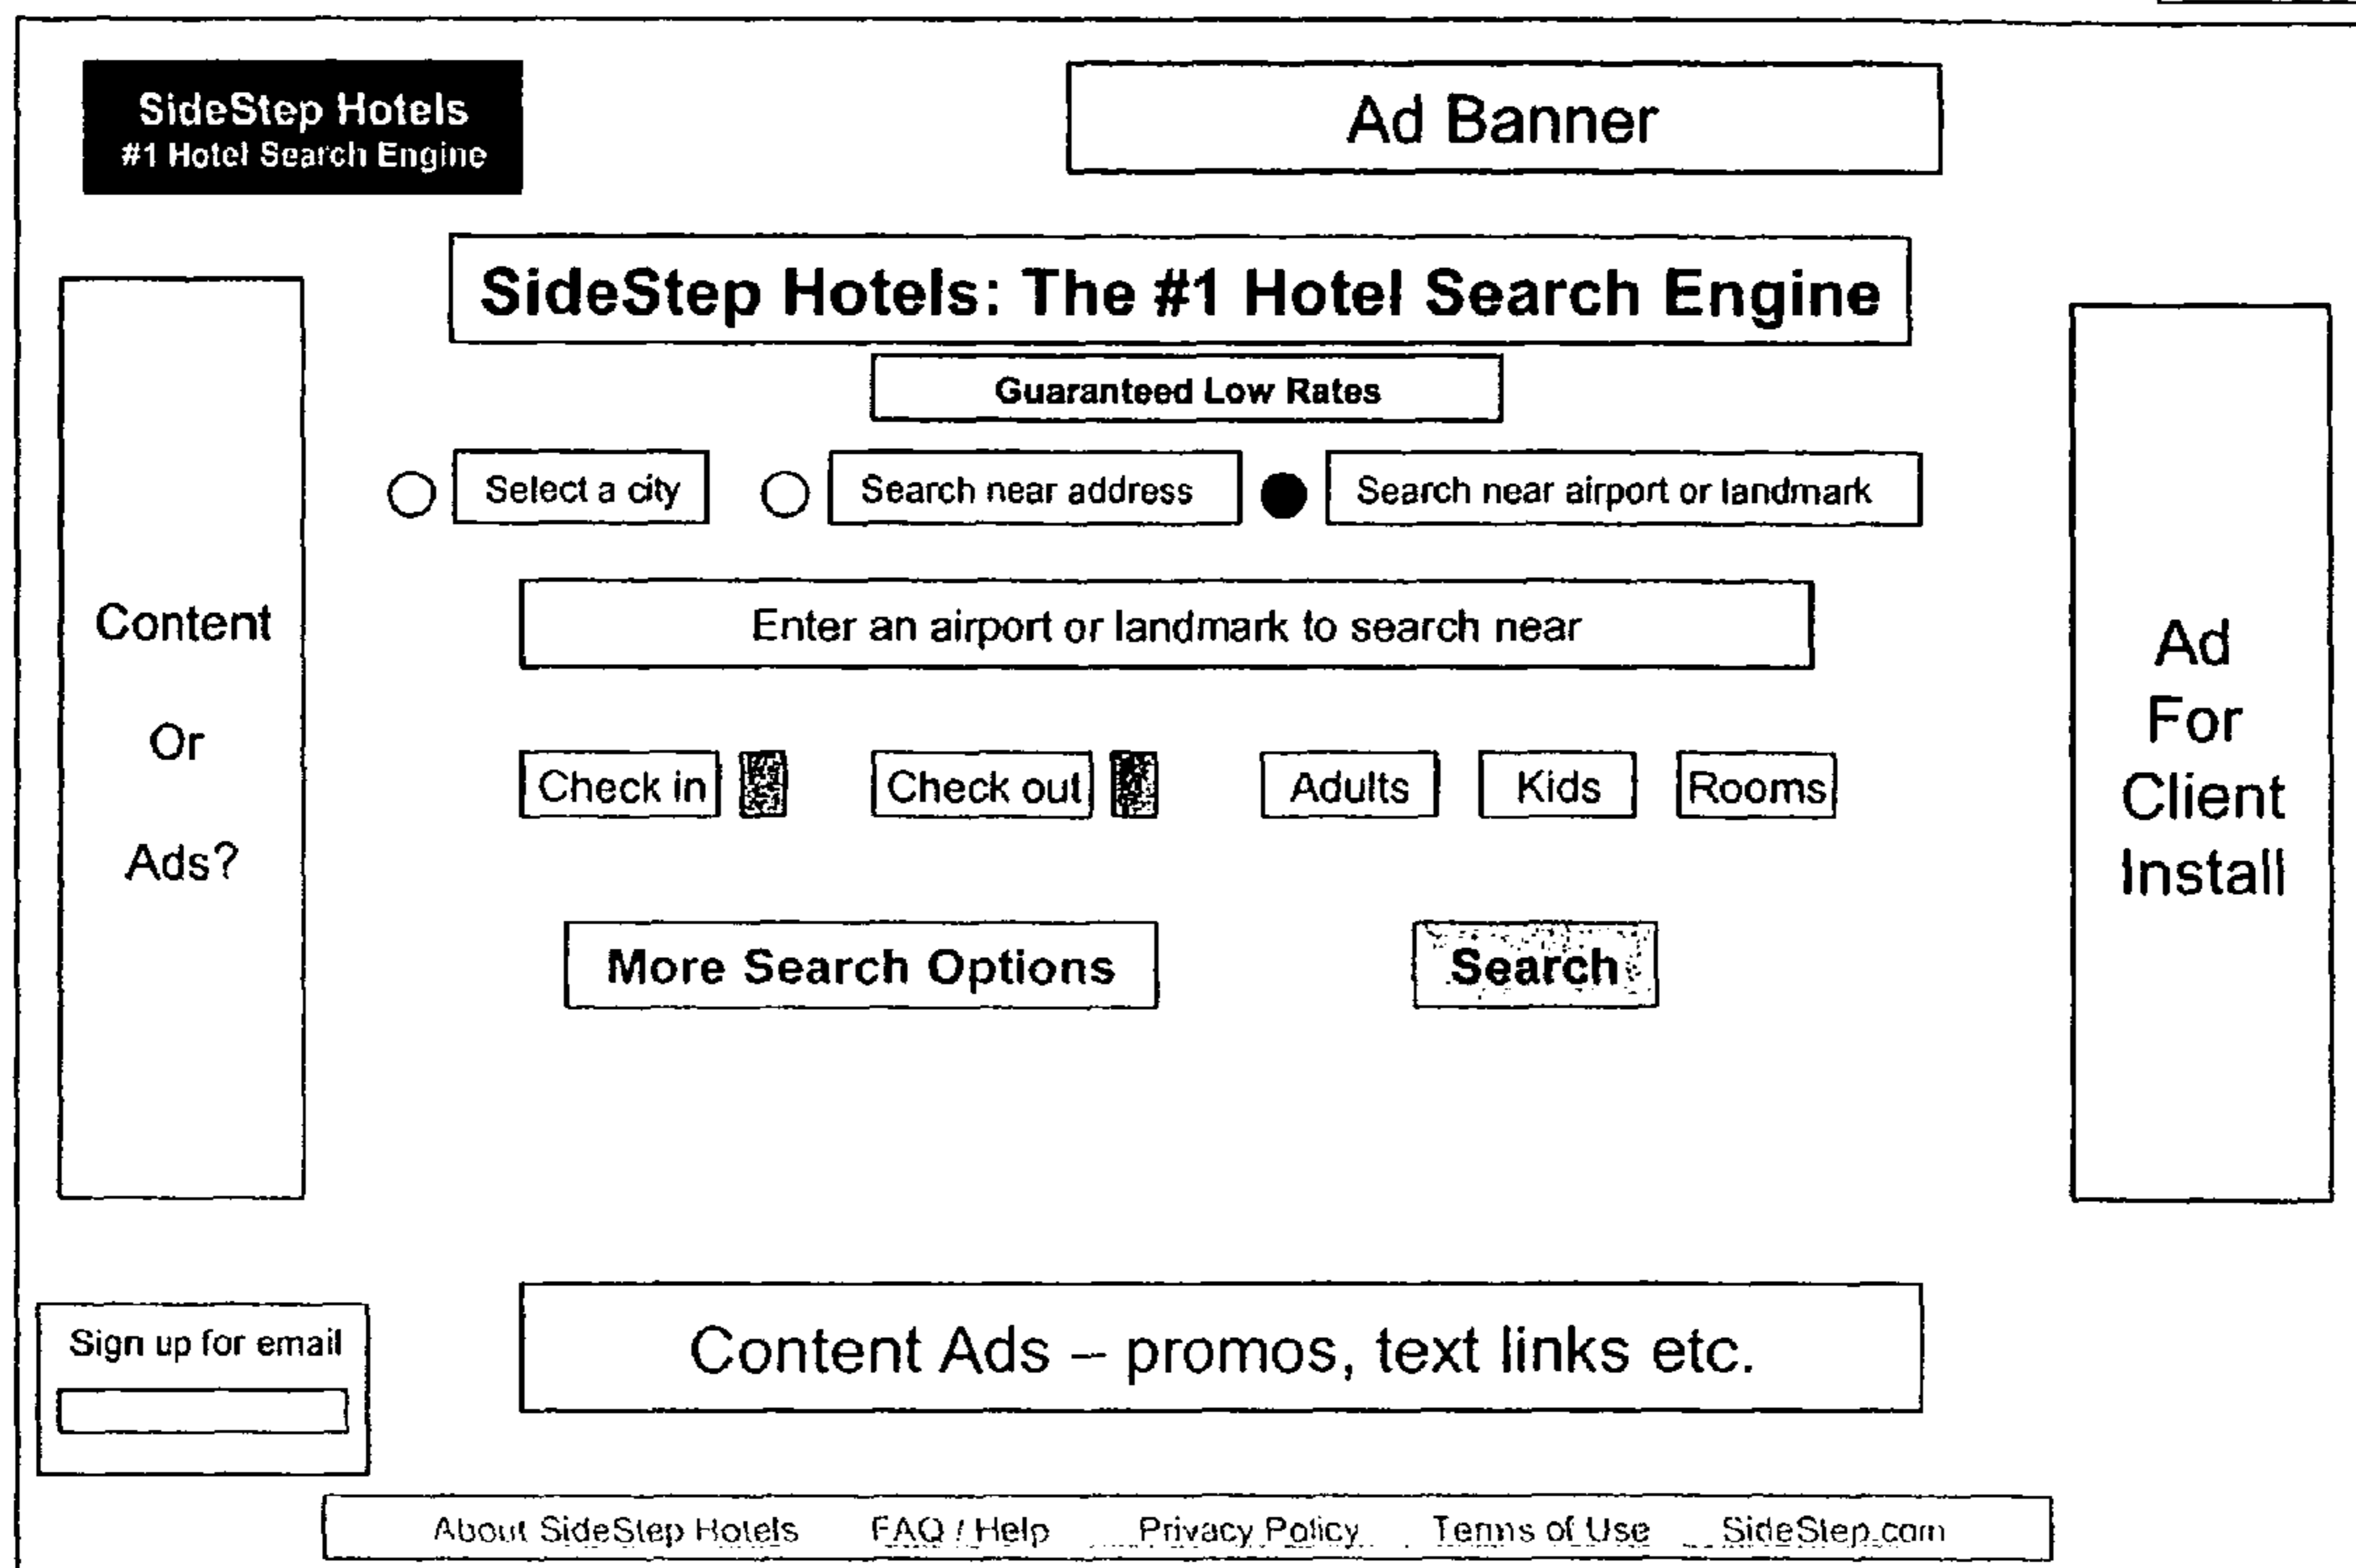 SideStep Hotels
#1 Hotel Search Engine
Ad Banner
SideStep Hotels: The #1 Hotel Search Engine
Guaranteed Low Rates
Select a city
Search near address
Search near airport or landmark
Enter an airport or landmark to search near
Check in
Check out
Adults
Kids
Rooms
More Search Options
Search
Content
Or
Ads?
Ad
For
Client
Install
Sign up for email
Content Ads – promos, text links etc.
About SideStep Hotels FAQ / Help Privacy Policy Terms of Use SideStep.com